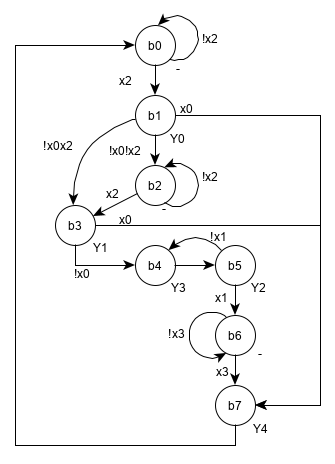 b0
!x2
-
x2
b1
x0
Y0
!x0x2
!x0!x2
b2
!x2
-
x2
b3
x0
Y1
!x0
b4
Y3
!x1
b5
Y2
x1
!x3
b6
-
x3
b7
Y4